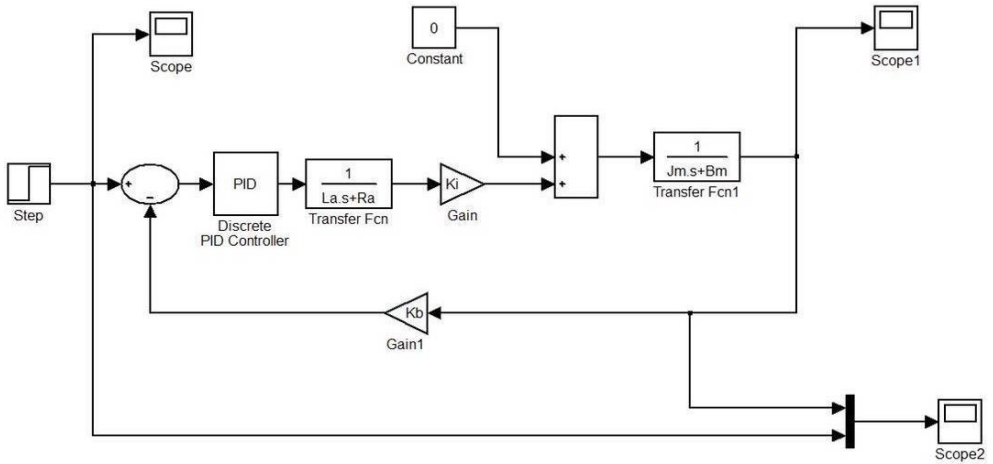 Scope
0
Constant
Scope1
Step
+
−
PID
Discrete
PID Controller
1
La.s+Ra
Transfer Fcn
Ki
Gain
+
+
1
Jm.s+Bm
Transfer Fcn1
Kb
Gain1
Scope2